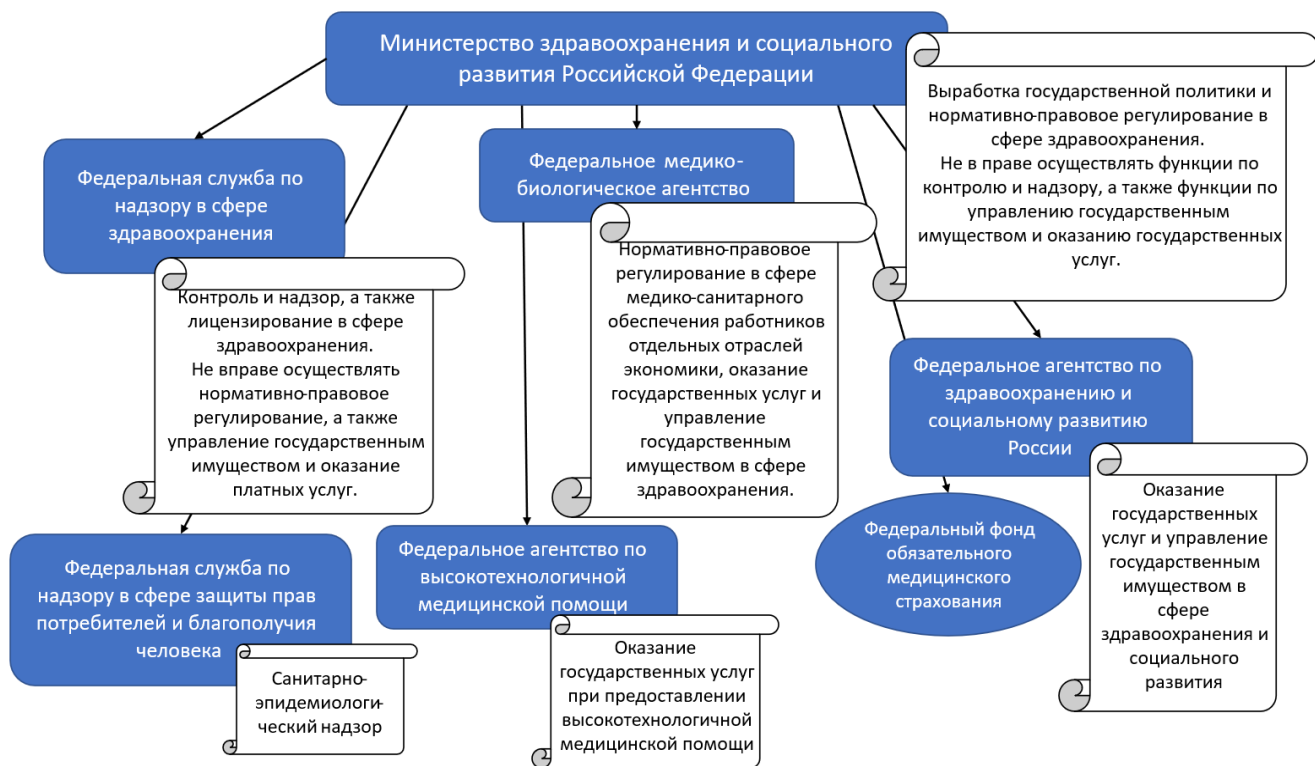 Министерство здравоохранения и социального
развития Российской Федерации
Выработка государственной политики и
нормативно-правовое регулирование в
сфере здравоохранения.
Не в праве осуществлять функции по
контролю и надзору, а также функции по
управлению государственным
имуществом и оказанию государственных
услуг.
Федеральная служба по
надзору в сфере
здравоохранения
Контроль и надзор, а также
лицензирование в сфере
здравоохранения.
Не вправе осуществлять
нормативно-правовое
регулирование, а также
управление государственным
имуществом и оказание
платных услуг.
Федеральное медико-
биологическое агентство
Нормативно-правовое
регулирование в сфере
медико-санитарного
обеспечения работников
отдельных отраслей
экономики, оказание
государственных услуг и
управление
государственным
имуществом в сфере
здравоохранения.
Федеральное агентство по
здравоохранению и
социальному развитию
России
Оказание
государственных
услуг и управление
государственным
имуществом в
сфере
здравоохранения и
социального
развития
Федеральная служба по
надзору в сфере защиты прав
потребителей и благополучия
человека
Санитарно-
эпидемиологи-
ческий надзор
Федеральное агентство по
высокотехнологичной
медицинской помощи
Оказание
государственных услуг
при предоставлении
высокотехнологичной
медицинской помощи
Федеральный фонд
обязательного
медицинского
страхования